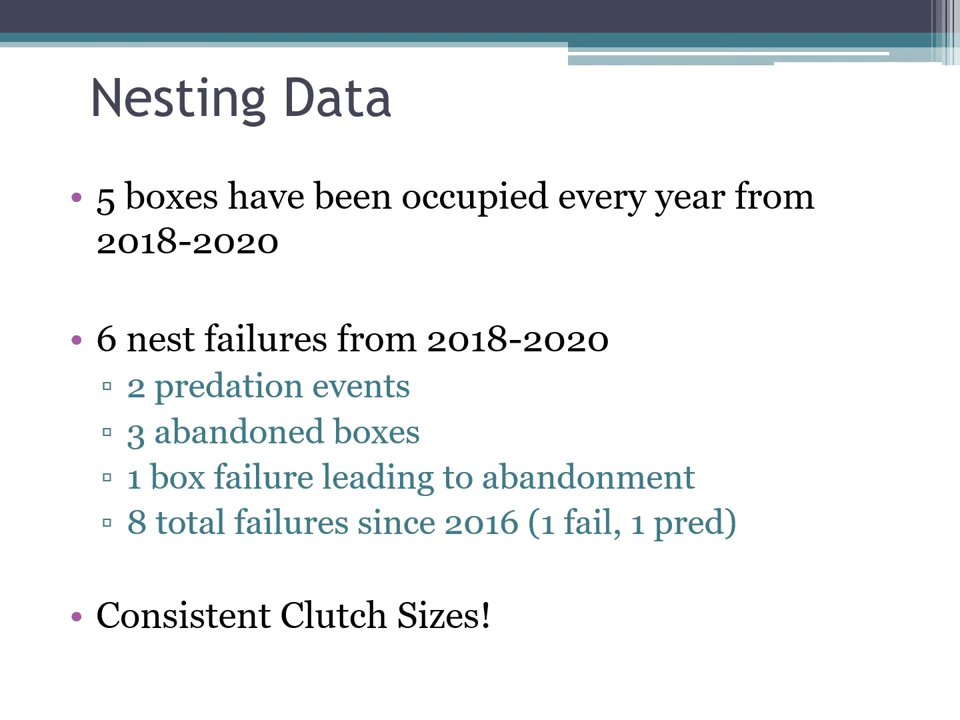 Nesting Data
• 5 boxes have been occupied every year from
2018-2020
• 6 nest failures from 2018-2020
▫ 2 predation events
▫ 3 abandoned boxes
▫ 1 box failure leading to abandonment
▫ 8 total failures since 2016 (1 fail, 1 pred)
• Consistent Clutch Sizes!